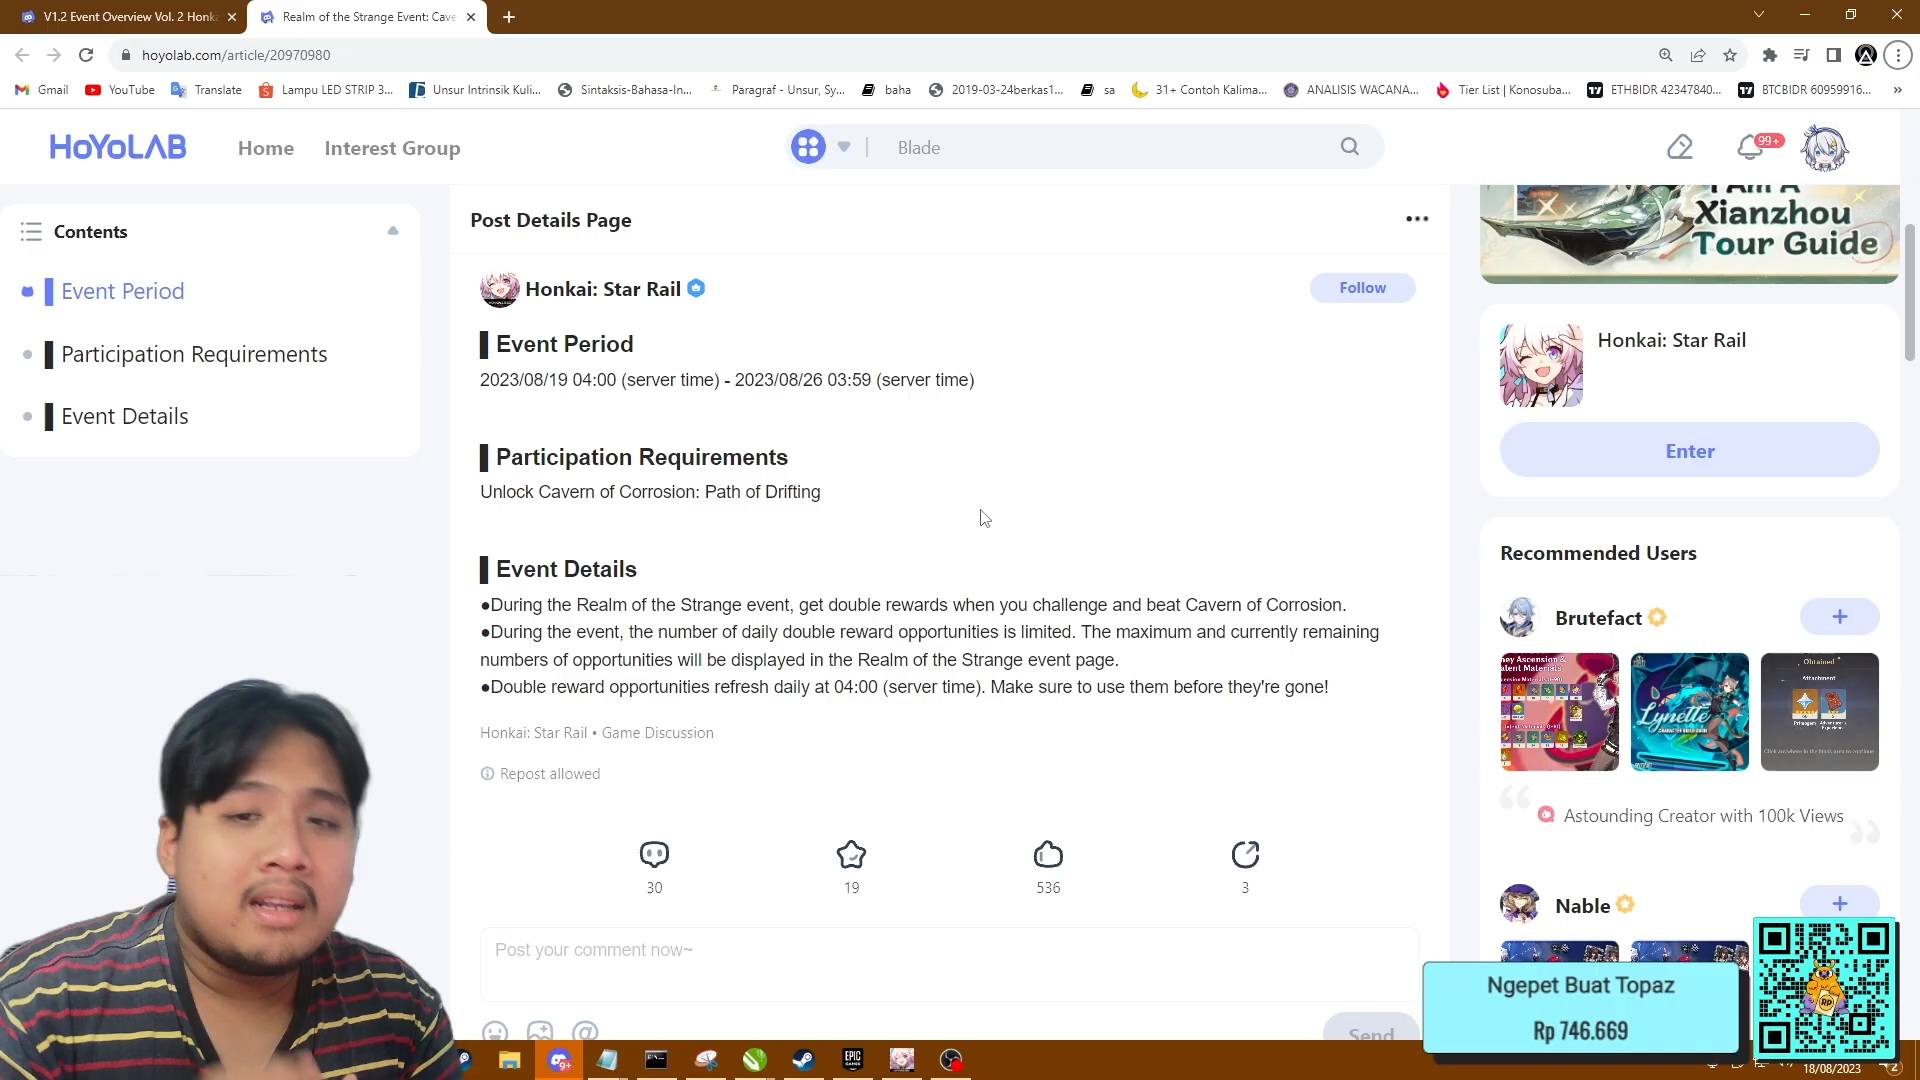 V1.2 Event Overview Vol. 2 Honka
Realm of the Strange Event: Cave
hoyolab.com/article/20970980
Gmail
YouTube
Translate
Lampu LED STRIP 3...
Unsur Intrinsik Kuli...
Sintaksis-Bahasa-In...
Paragraf - Unsur, Sy...
baha
2019-03-24berkas1...
sa
31+ Contoh Kalima...
ANALISIS WACANA...
Tier List | Konosuba...
ETHBIDR 42347840...
BTCBIDR 60959916...
HoYoLAB
Home
Interest Group
Blade
99+
Contents
Event Period
Participation Requirements
Event Details
Post Details Page
Honkai: Star Rail
Follow
Event Period
2023/08/19 04:00 (server time) - 2023/08/26 03:59 (server time)
Participation Requirements
Unlock Cavern of Corrosion: Path of Drifting
Event Details
●During the Realm of the Strange event, get double rewards when you challenge and beat Cavern of Corrosion.
●During the event, the number of daily double reward opportunities is limited. The maximum and currently remaining
numbers of opportunities will be displayed in the Realm of the Strange event page.
●Double reward opportunities refresh daily at 04:00 (server time). Make sure to use them before they're gone!
Honkai: Star Rail • Game Discussion
Repost allowed
30
19
536
3
Post your comment now~
Send
I Am A
Xianzhou
Tour Guide
Honkai: Star Rail
Enter
Recommended Users
Brutefact
Lynette
Obtained
Astounding Creator with 100k Views
Nable
Ngepet Buat Topaz
Rp 746.669
RP
EPIC
9+
18/08/2023
2